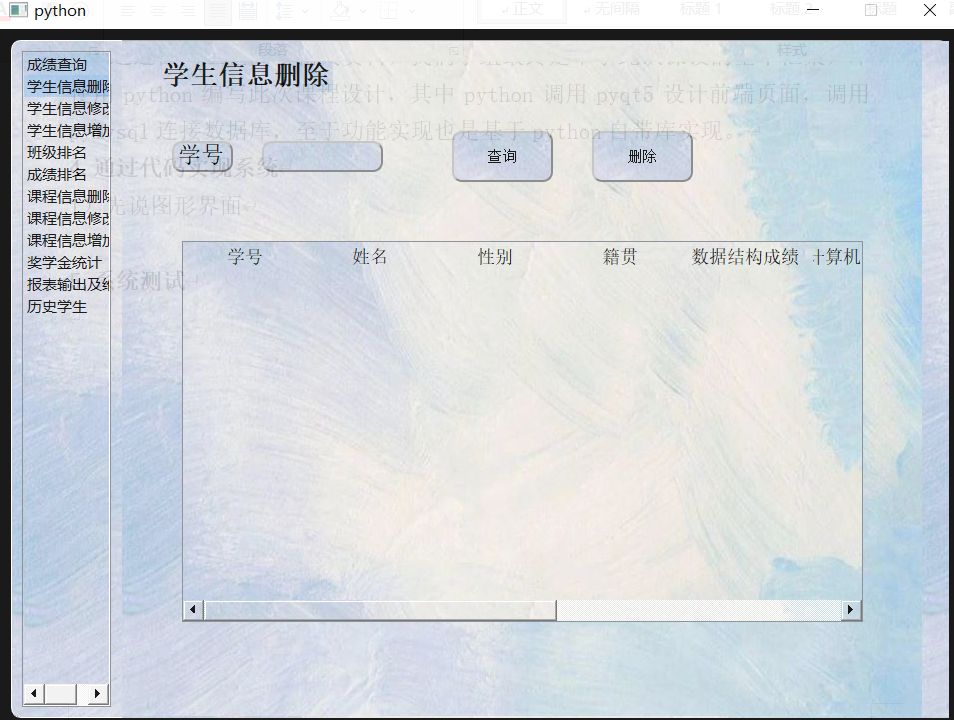 python
正文
无间隔
标题 1
标题
段落
样式
成绩查询
学生信息删除
学生信息修改
学生信息增加
班级排名
成绩排名
课程信息删除
课程信息修改
课程信息增加
奖学金统计
报表输出及
历史学生
学生信息删除
python 编写此次课程设计，其中 python 调用 pyqt5 设计前端页面，调用
sql 连接数据库，至于功能实现也是基于 python 自带库实现。
学号
查询
删除
通过代码实现系统
先说图形界面
学号 姓名 性别 籍贯 数据结构成绩 计算机
系统测试